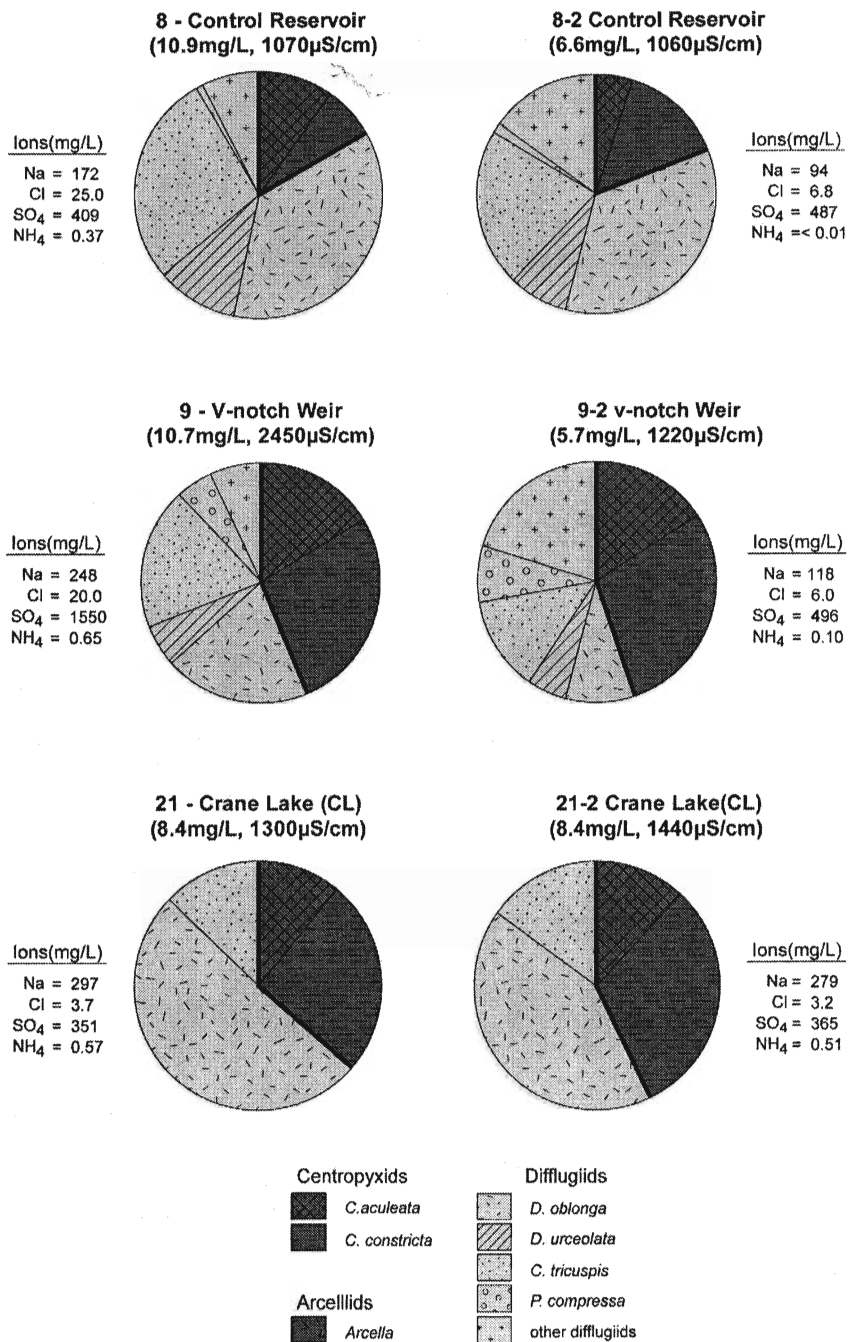 8 - Control Reservoir
(10.9mg/L, 1070µS/cm)
Ions(mg/L)
Na = 172
Cl = 25.0
SO4 = 409
NH4 = 0.37
8-2 Control Reservoir
(6.6mg/L, 1060µS/cm)
Ions(mg/L)
Na = 94
Cl = 6.8
SO4 = 487
NH4 =< 0.01
9 - V-notch Weir
(10.7mg/L, 2450µS/cm)
Ions(mg/L)
Na = 248
Cl = 20.0
SO4 = 1550
NH4 = 0.65
9-2 v-notch Weir
(5.7mg/L, 1220µS/cm)
Ions(mg/L)
Na = 118
Cl = 6.0
SO4 = 496
NH4 = 0.10
21 - Crane Lake (CL)
(8.4mg/L, 1300µS/cm)
Ions(mg/L)
Na = 297
Cl = 3.7
SO4 = 351
NH4 = 0.57
21-2 Crane Lake(CL)
(8.4mg/L, 1440µS/cm)
Ions(mg/L)
Na = 279
Cl = 3.2
SO4 = 365
NH4 = 0.51
Centropyxids
C.aculeata
C. constricta
Arcelllids
Arcella
Difflugiids
D. oblonga
D. urceolata
C. tricuspis
P. compressa
other difflugiids